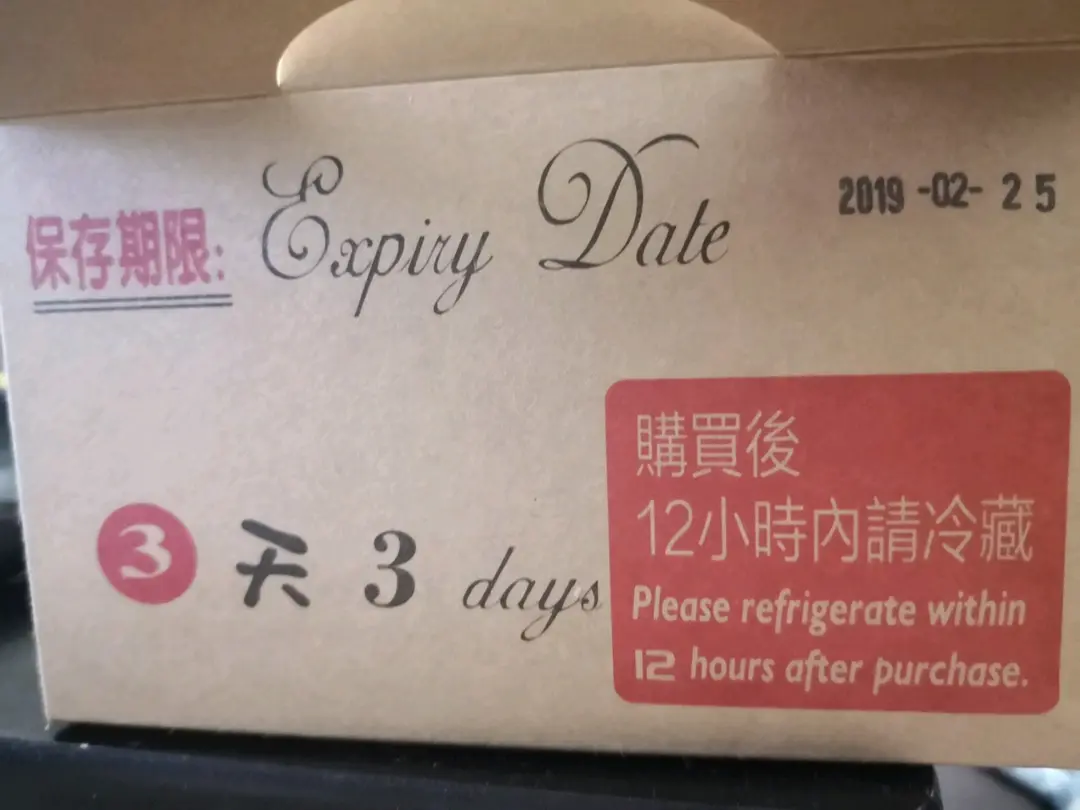 保存期限: Expiry Date 2019-02-25
3天 3 days
購買後
12小時內請冷藏
Please refrigerate within
12 hours after purchase.